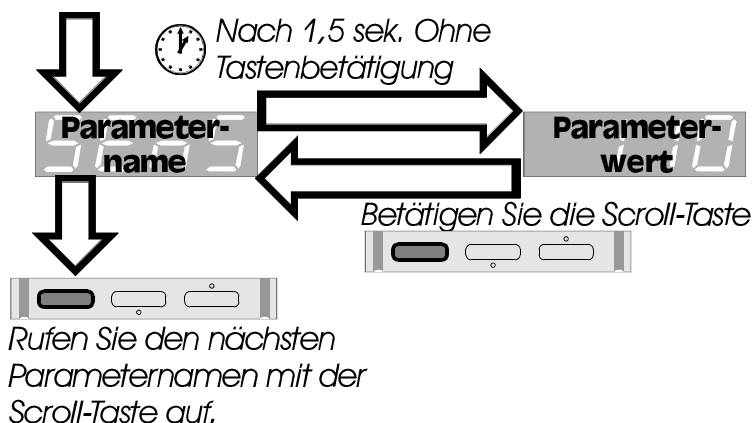 Nach 1,5 sek. Ohne
Tastenbetätigung
Parameter-
name
Parameter-
wert
Betätigen Sie die Scroll-Taste
Rufen Sie den nächsten
Parameternamen mit der
Scroll-Taste auf.